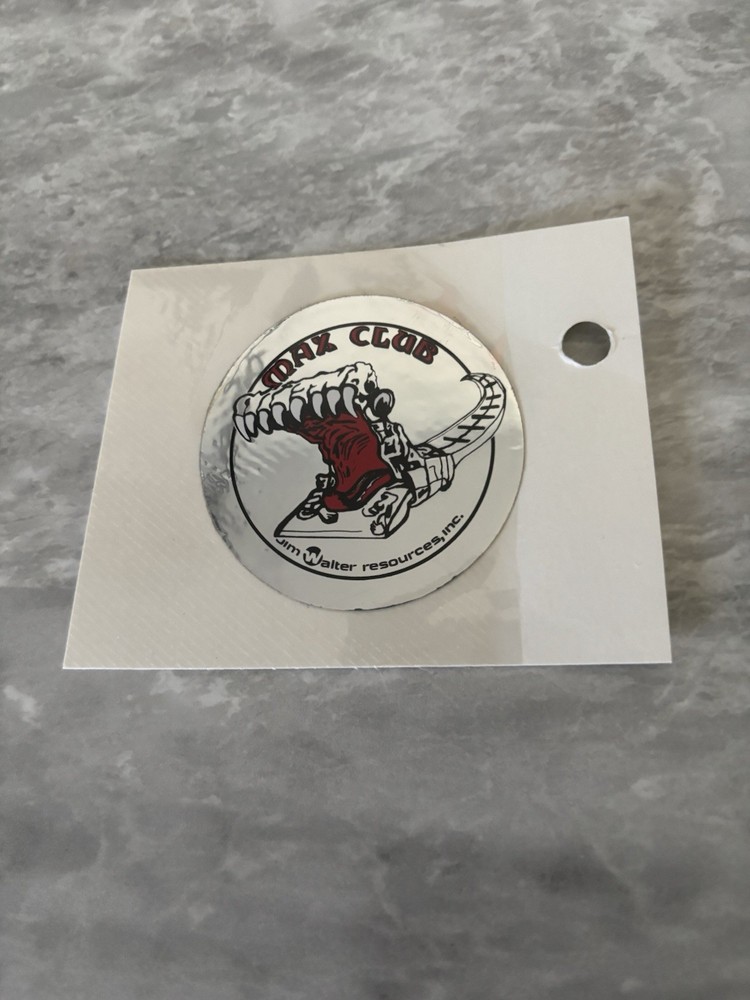 MAX CLUB
Jim Walter resources, inc.